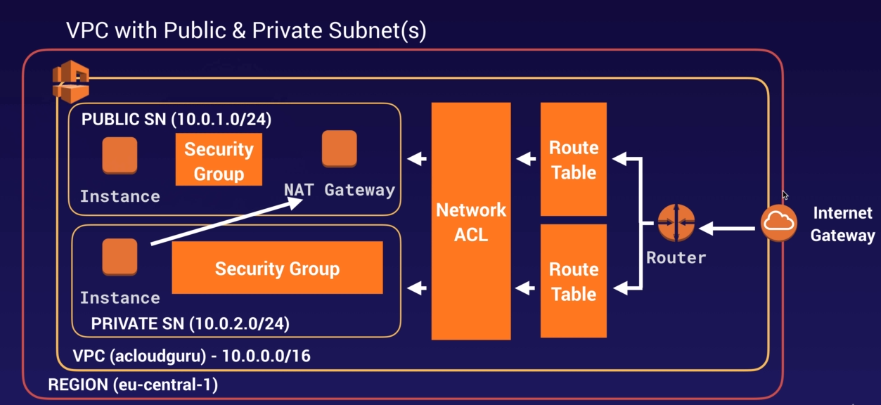 VPC with Public & Private Subnet(s)
PUBLIC SN (10.0.1.0/24)
Instance
Security
Group
NAT Gateway
Instance
Security Group
PRIVATE SN (10.0.2.0/24)
Network
ACL
Route
Table
Route
Table
Router
Internet
Gateway
VPC (acloudguru) - 10.0.0.0/16
REGION (eu-central-1)